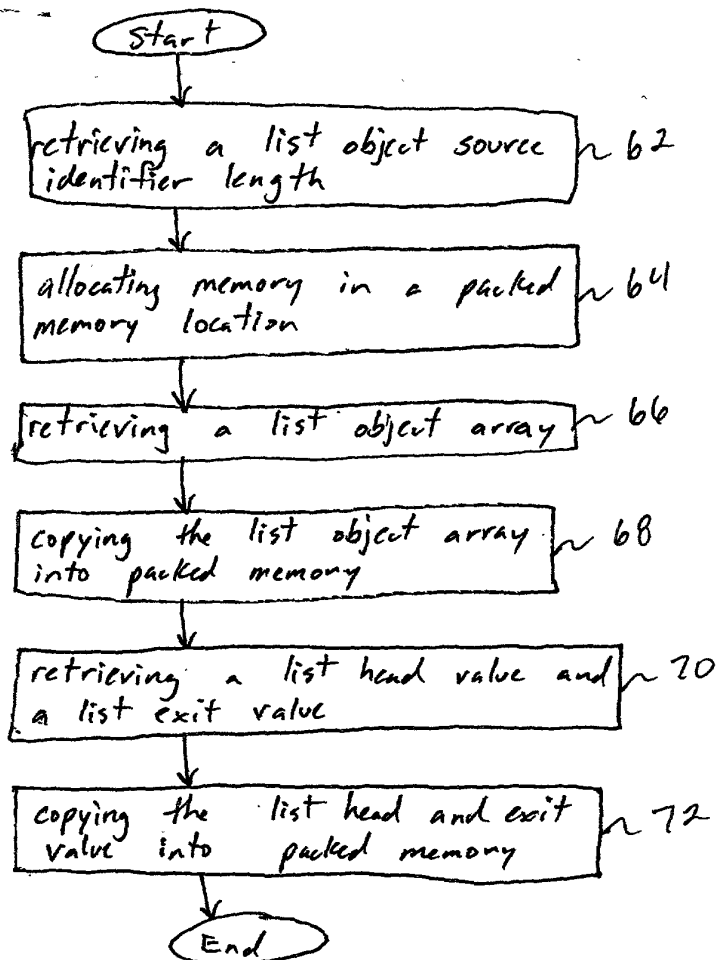 Start
retrieving a list object source
identifier length
62
allocating memory in a packed
memory location
64
retrieving a list object array
66
copying the list object array
into packed memory
68
retrieving a list head value and
a list exit value
70
copying the list head and exit
value into packed memory
72
End